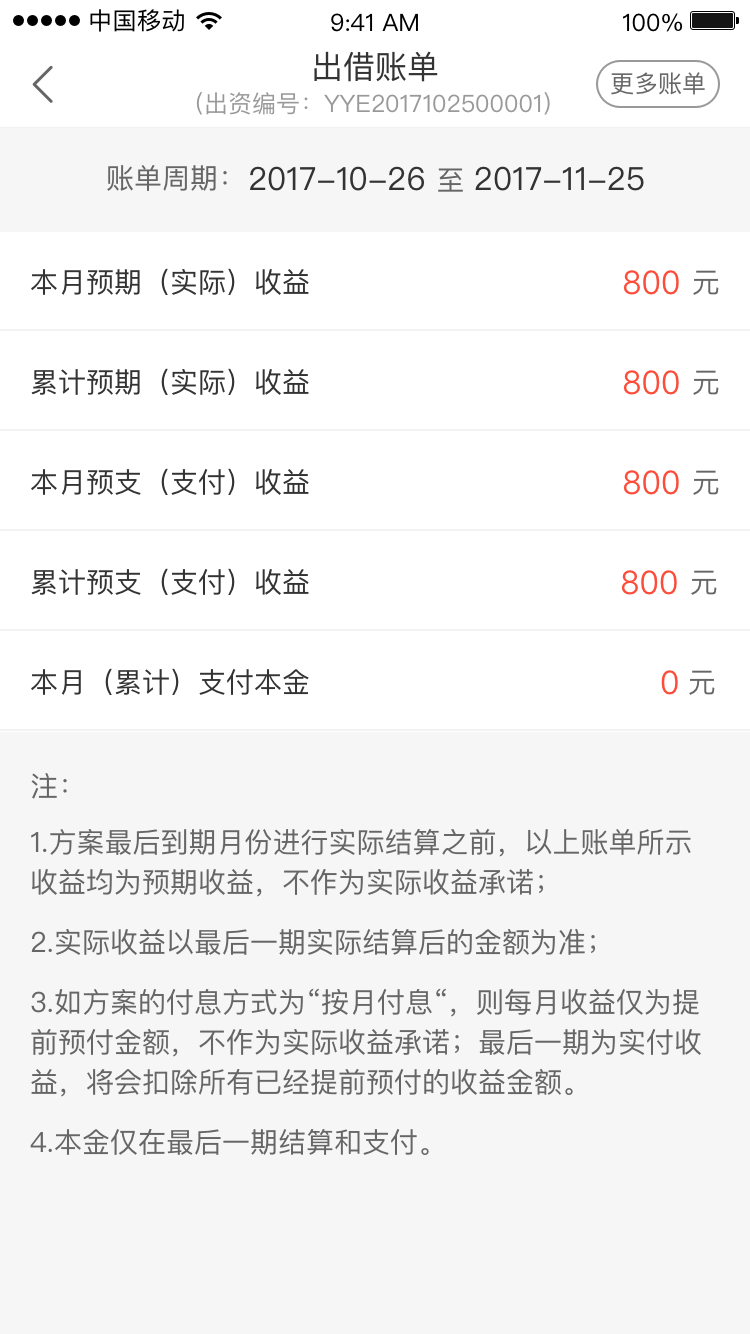 中国移动 9:41 AM 100%
出借账单
(出资编号：YYE2017102500001)
更多账单
账单周期： 2017-10-26 至 2017-11-25
本月预期（实际）收益 800 元
累计预期（实际）收益 800 元
本月预支（支付）收益 800 元
累计预支（支付）收益 800 元
本月（累计）支付本金 0 元
注：
1.方案最后到期月份进行实际结算之前，以上账单所示
收益均为预期收益，不作为实际收益承诺；
2.实际收益以最后一期实际结算后的金额为准；
3.如方案的付息方式为“按月付息“，则每月收益仅为提
前预付金额，不作为实际收益承诺；最后一期为实付收
益，将会扣除所有已经提前预付的收益金额。
4.本金仅在最后一期结算和支付。